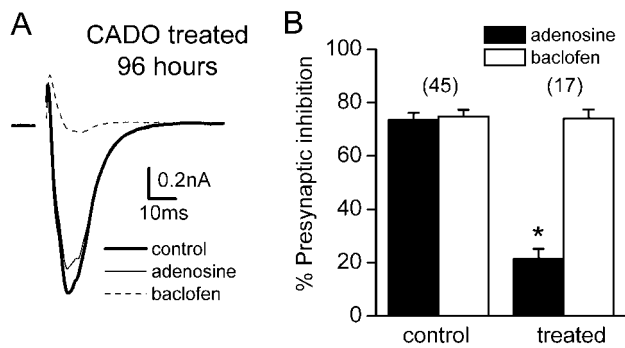 A
CADO treated
96 hours
0.2nA
10ms
control
adenosine
baclofen
B
adenosine
baclofen
% Presynaptic inhibition
100
80
60
40
20
0
(45)
(17)
*
control
treated